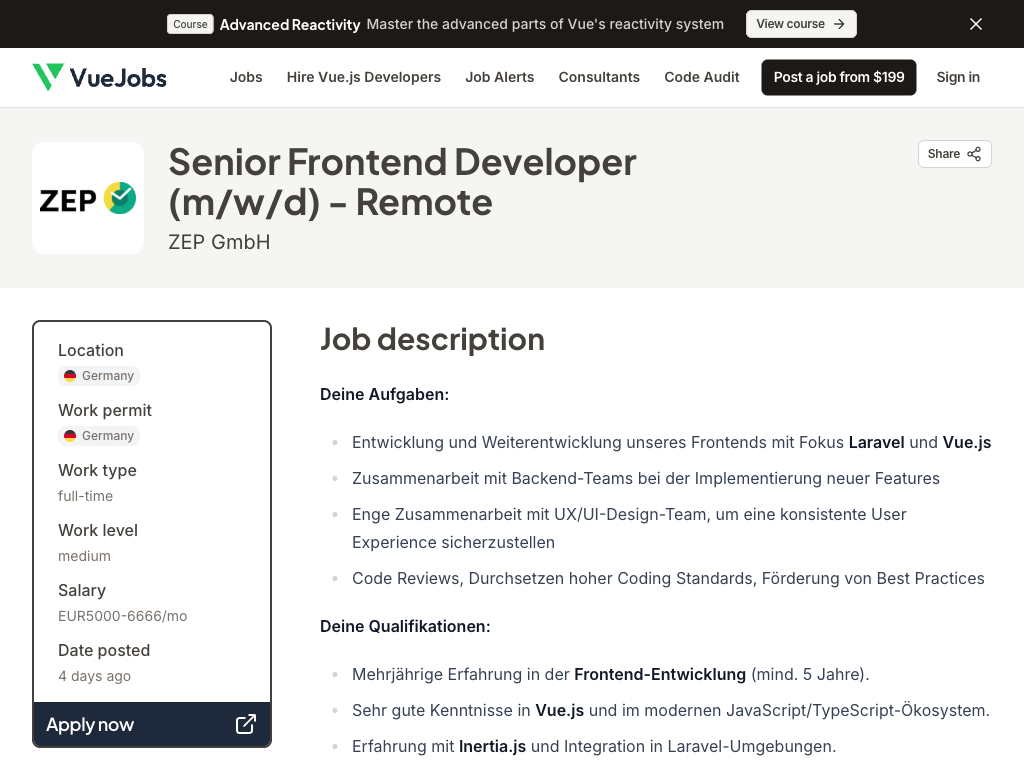 Course Advanced Reactivity Master the advanced parts of Vue's reactivity system View course
VueJobs Jobs Hire Vue.js Developers Job Alerts Consultants Code Audit Post a job from $199 Sign in
ZEP
Senior Frontend Developer
(m/w/d) – Remote
ZEP GmbH
Share
Location
Germany
Work permit
Germany
Work type
full-time
Work level
medium
Salary
EUR5000-6666/mo
Date posted
4 days ago
Apply now
Job description
Deine Aufgaben:
Entwicklung und Weiterentwicklung unseres Frontends mit Fokus Laravel und Vue.js
Zusammenarbeit mit Backend-Teams bei der Implementierung neuer Features
Enge Zusammenarbeit mit UX/UI-Design-Team, um eine konsistente User
Experience sicherzustellen
Code Reviews, Durchsetzen hoher Coding Standards, Förderung von Best Practices
Deine Qualifikationen:
Mehrjährige Erfahrung in der Frontend-Entwicklung (mind. 5 Jahre).
Sehr gute Kenntnisse in Vue.js und im modernen JavaScript/TypeScript-Ökosystem.
Erfahrung mit Inertia.js und Integration in Laravel-Umgebungen.